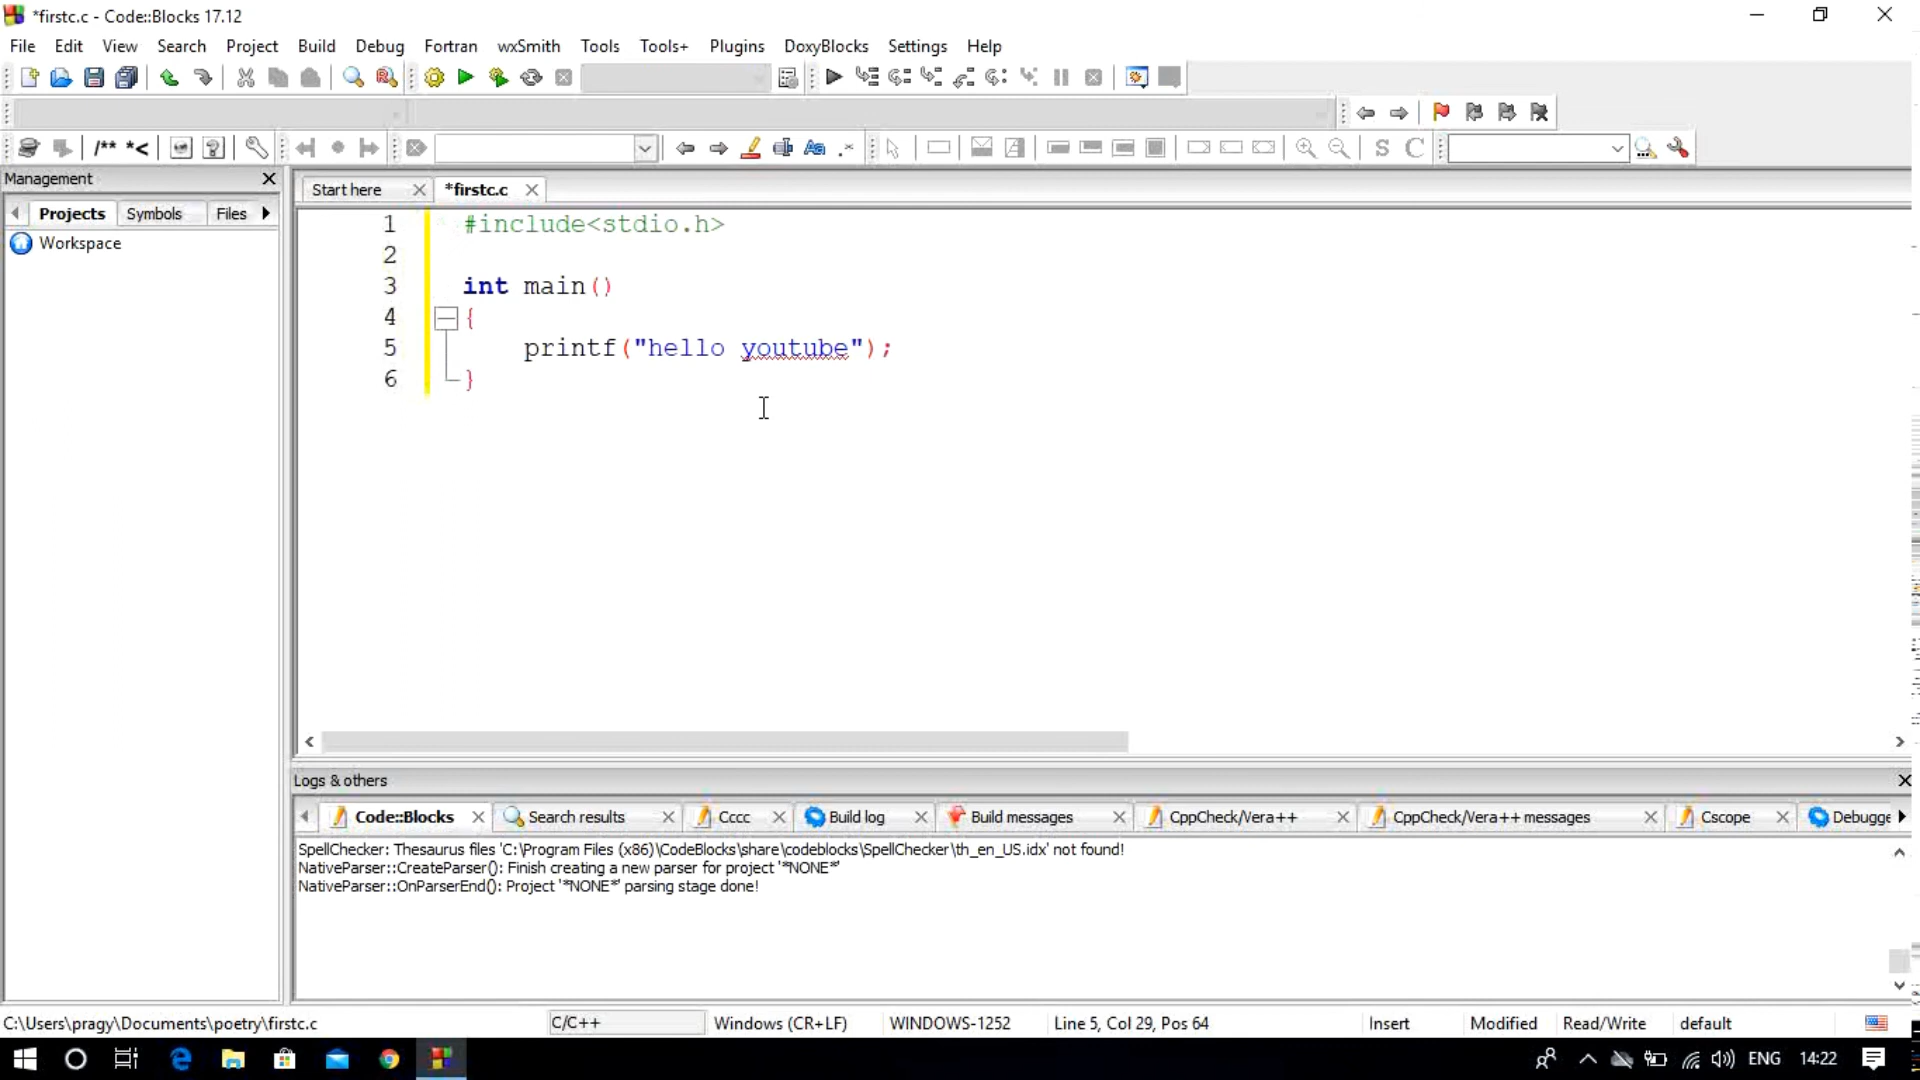 *firstc.c - Code::Blocks 17.12
File Edit View Search Project Build Debug Fortran wxSmith Tools Tools+ Plugins DoxyBlocks Settings Help
/** *<
S C
Management
Projects Symbols Files
Workspace
Start here *firstc.c
1 #include<stdio.h>
2
3 int main()
4 {
5 printf("hello youtube");
6 }
Logs & others
Code::Blocks Search results Cccc Build log Build messages CppCheck/Vera++ CppCheck/Vera++ messages Cscope Debugge
SpellChecker: Thesaurus files 'C:\Program Files (x86)\CodeBlocks\share\codeblocks\SpellChecker\th_en_US.idx' not found!
NativeParser::CreateParser(): Finish creating a new parser for project '*NONE*'
NativeParser::OnParserEnd(): Project '*NONE*' parsing stage done!
C:\Users\pragy\Documents\poetry\firstc.c C/C++ Windows (CR+LF) WINDOWS-1252 Line 5, Col 29, Pos 64 Insert Modified Read/Write default
ENG 14:22